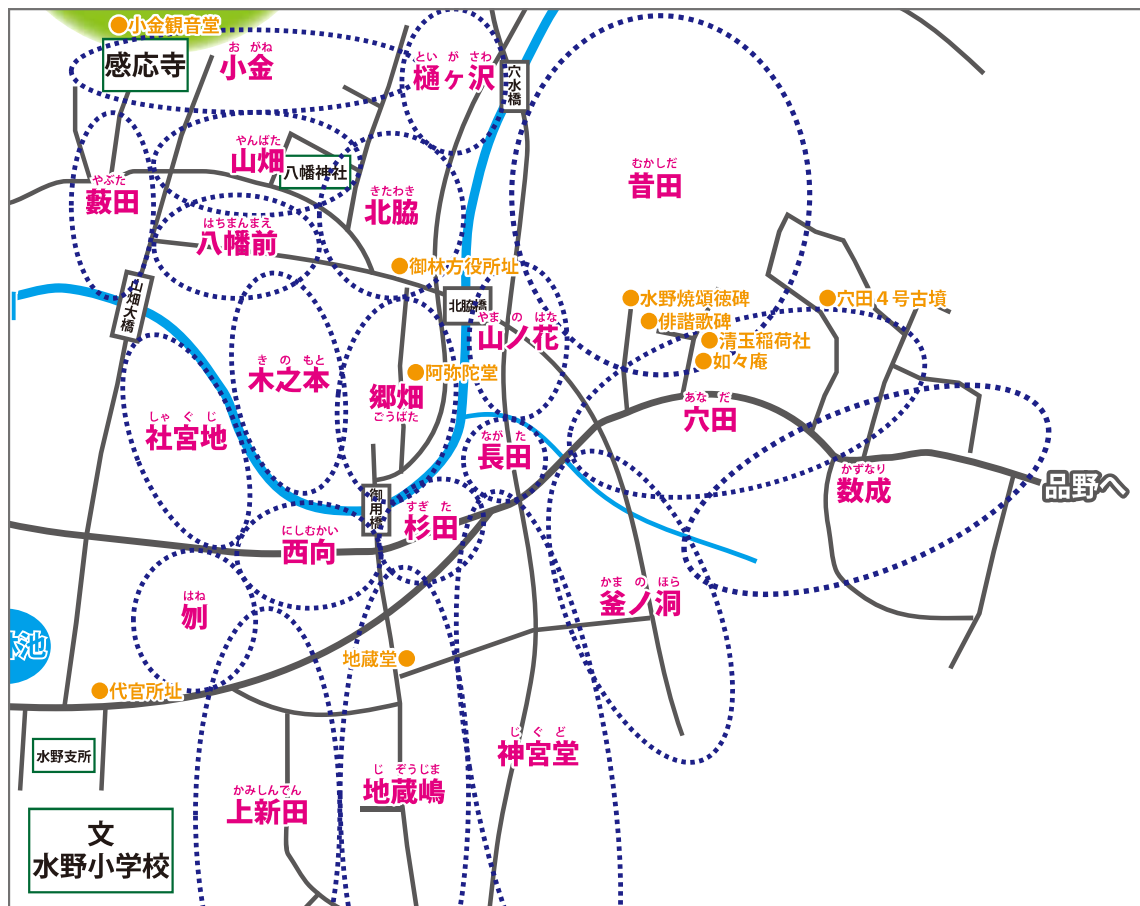 小金観音堂
感応寺
お がね
小金
とい が さわ
樋ヶ沢
穴水橋
やんばた
山畑
八幡神社
やぶた
藪田
きたわき
北脇
むかしだ
昔田
はちまんまえ
八幡前
御林方役所址
山畑大橋
北脇橋
やま の はな
山ノ花
水野焼頌徳碑
俳諧歌碑
清玉稲荷社
如々庵
穴田4号古墳
き の もと
木之本
阿弥陀堂
郷畑
ごうばた
あな だ
穴田
しゃ ぐ じ
社宮地
なが た
長田
かずなり
数成
品野へ
御用橋
すぎ た
杉田
にしむかい
西向
はね
刎
かま の ほら
釜ノ洞
池
地蔵堂
代官所址
水野支所
じ ぐ ど
神宮堂
じ ぞうじま
地蔵嶋
かみしんでん
上新田
文
水野小学校